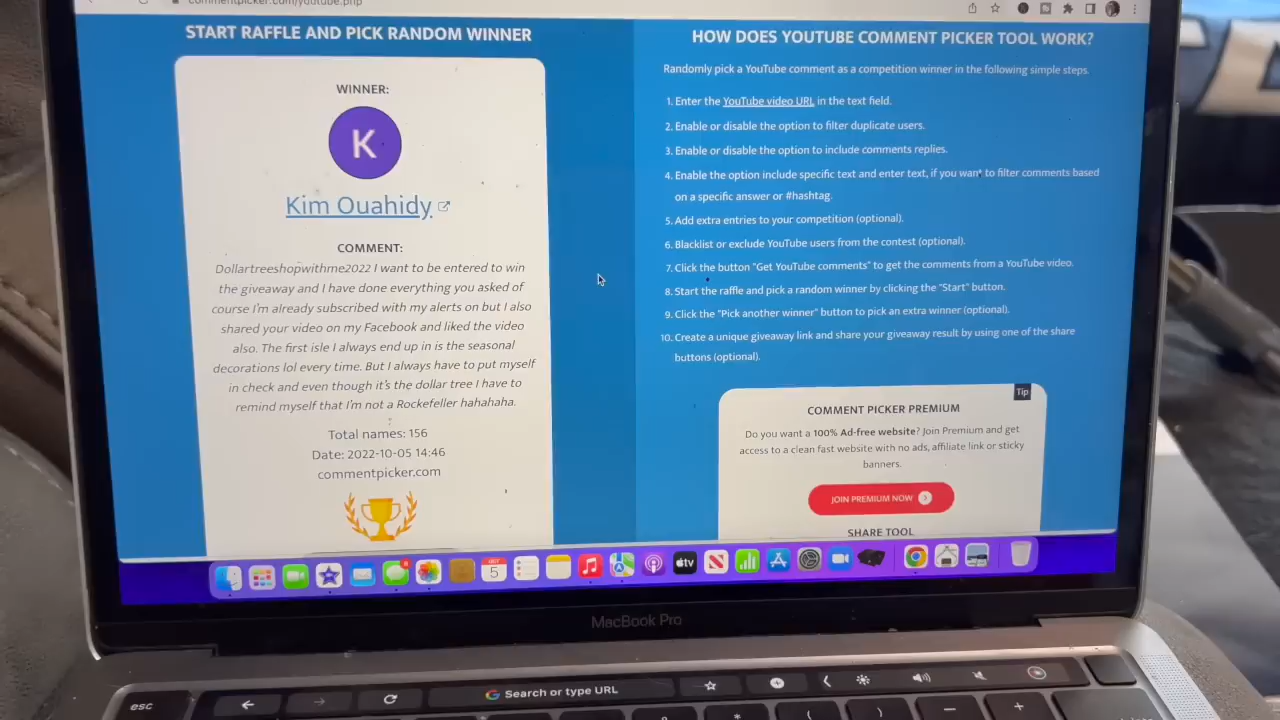 commentpicker.com/youtube.php
START RAFFLE AND PICK RANDOM WINNER
WINNER:
K
Kim Ouahidy
COMMENT:
Dollartreeshopwithme2022 I want to be entered to win
the giveaway and I have done everything you asked of
course I'm already subscribed with my alerts on but I also
shared your video on my Facebook and liked the video
also. The first isle I always end up in is the seasonal
decorations lol every time. But I always have to put myself
in check and even though it's the dollar tree I have to
remind myself that I'm not a Rockefeller hahahaha.
Total names: 156
Date: 2022-10-05 14:46
commentpicker.com
HOW DOES YOUTUBE COMMENT PICKER TOOL WORK?
Randomly pick a YouTube comment as a competition winner in the following simple steps.
1. Enter the YouTube video URL in the text field.
2. Enable or disable the option to filter duplicate users.
3. Enable or disable the option to include comments replies.
4. Enable the option include specific text and enter text, if you want to filter comments based
on a specific answer or #hashtag.
5. Add extra entries to your competition (optional).
6. Blacklist or exclude YouTube users from the contest (optional).
7. Click the button "Get YouTube comments" to get the comments from a YouTube video.
8. Start the raffle and pick a random winner by clicking the "Start" button.
9. Click the "Pick another winner" button to pick an extra winner (optional).
10. Create a unique giveaway link and share your giveaway result by using one of the share
buttons (optional).
Tip
COMMENT PICKER PREMIUM
Do you want a 100% Ad-free website? Join Premium and get
access to a clean fast website with no ads, affiliate link or sticky
banners.
JOIN PREMIUM NOW
SHARE TOOL
5
tv
MacBook Pro
esc
G Search or type URL